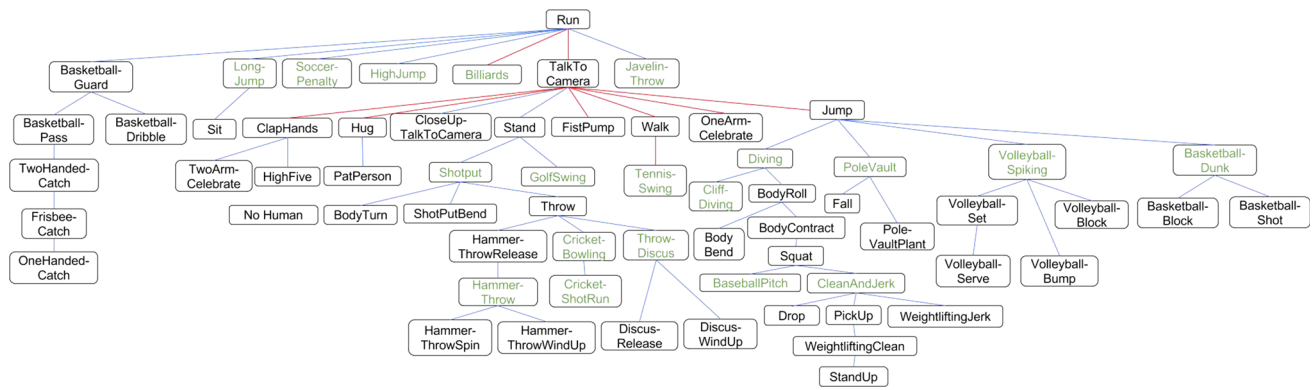 Run
Basketball-
Guard
Long-
Jump
Soccer-
Penalty
HighJump
Billiards
TalkTo
Camera
Javelin-
Throw
Basketball-
Pass
Basketball-
Dribble
Sit
ClapHands
Hug
CloseUp-
TalkToCamera
Stand
FistPump
Walk
OneArm-
Celebrate
Jump
TwoHanded-
Catch
TwoArm-
Celebrate
HighFive
PatPerson
Shotput
GolfSwing
Tennis-
Swing
Diving
PoleVault
Volleyball-
Spiking
Basketball-
Dunk
Frisbee-
Catch
No Human
BodyTurn
ShotPutBend
Throw
Cliff-
Diving
BodyRoll
Fall
Pole-
VaultPlant
Volleyball-
Set
Volleyball-
Block
Basketball-
Block
Basketball-
Shot
OneHanded-
Catch
Hammer-
ThrowRelease
Cricket-
Bowling
Throw-
Discus
Body
Bend
BodyContract
Squat
Volleyball-
Serve
Volleyball-
Bump
Hammer-
Throw
Cricket-
ShotRun
BaseballPitch
CleanAndJerk
Hammer-
ThrowSpin
Hammer-
ThrowWindUp
Discus-
Release
Discus-
WindUp
Drop
PickUp
WeightliftingJerk
WeightliftingClean
StandUp